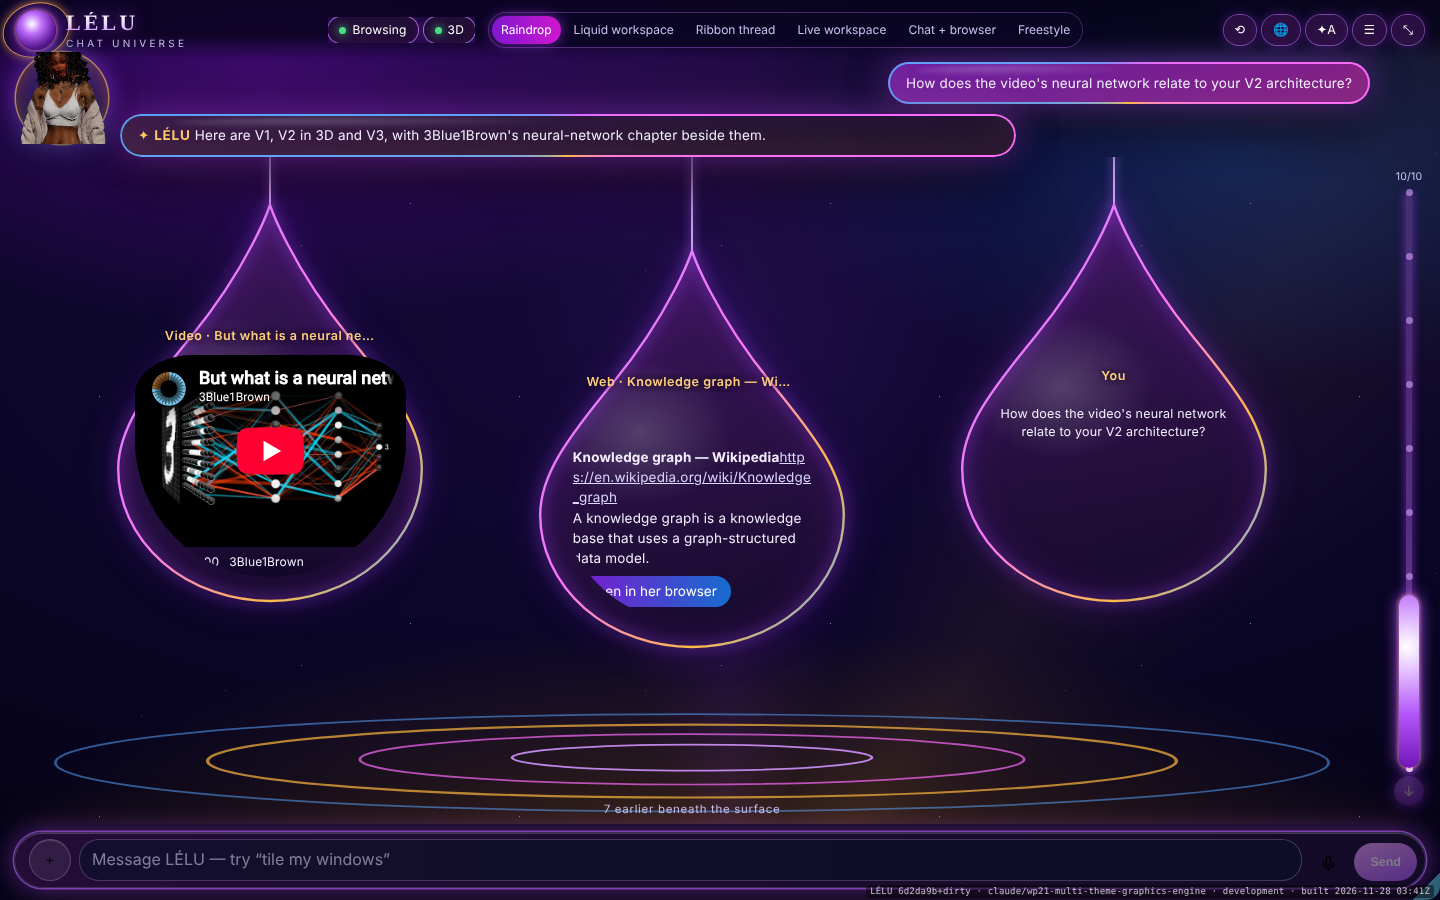 LÉLU
CHAT UNIVERSE
Browsing
3D
Raindrop
Liquid workspace
Ribbon thread
Live workspace
Chat + browser
Freestyle
✦A
How does the video's neural network relate to your V2 architecture?
✦ LÉLU Here are V1, V2 in 3D and V3, with 3Blue1Brown's neural-network chapter beside them.
10/10
Video · But what is a neural ne...
But what is a neural netw
3Blue1Brown
3
3Blue1Brown
Web · Knowledge graph — Wi...
Knowledge graph — Wikipediahttp
s://en.wikipedia.org/wiki/Knowledge
_graph
A knowledge graph is a knowledge
base that uses a graph-structured
data model.
en in her browser
You
How does the video's neural network
relate to your V2 architecture?
7 earlier beneath the surface
+
Message LÉLU — try “tile my windows”
Send
LÉLU 6d2da9b+dirty · claude/wp21-multi-theme-graphics-engine · development · built 2026-11-28 03:41Z